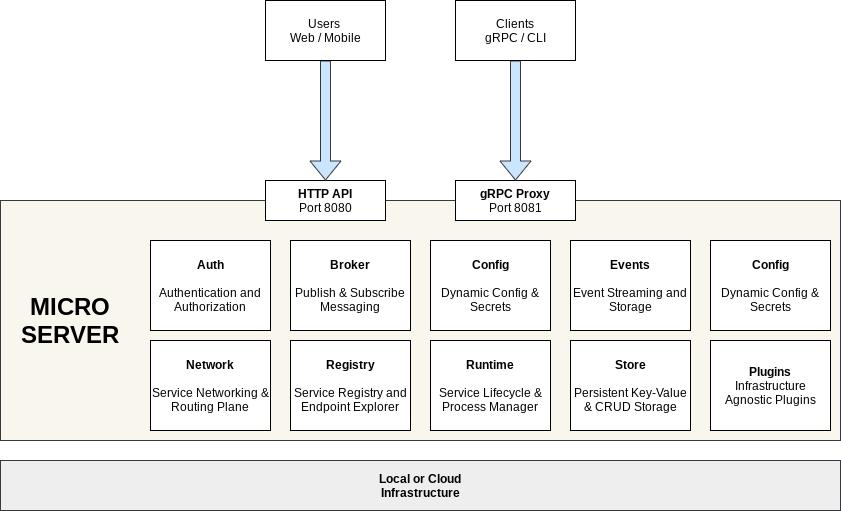 Users
Web / Mobile
Clients
gRPC / CLI
HTTP API
Port 8080
gRPC Proxy
Port 8081
MICRO
SERVER
Auth
Authentication and
Authorization
Broker
Publish & Subscribe
Messaging
Config
Dynamic Config &
Secrets
Events
Event Streaming and
Storage
Config
Dynamic Config &
Secrets
Network
Service Networking &
Routing Plane
Registry
Service Registry and
Endpoint Explorer
Runtime
Service Lifecycle &
Process Manager
Store
Persistent Key-Value
& CRUD Storage
Plugins
Infrastructure
Agnostic Plugins
Local or Cloud
Infrastructure